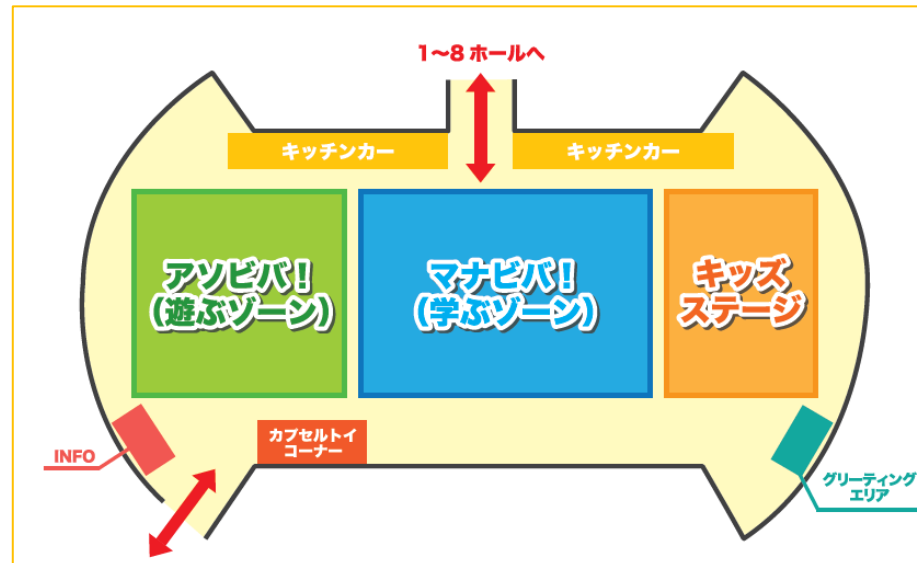 1〜8 ホールへ
キッチンカー
キッチンカー
アソビバ！
（遊ぶゾーン）
マナビバ！
（学ぶゾーン）
キッズ
ステージ
カプセルトイ
コーナー
INFO
グリーティング
エリア